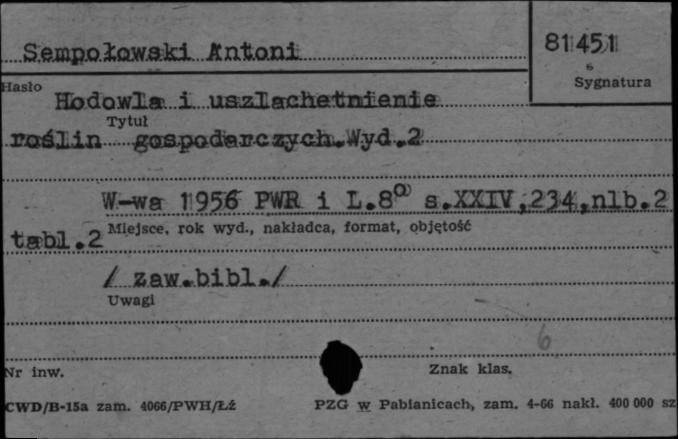 Sempołowski Antoni
81451
Sygnatura
Hasło
Hodowla i uszlachetnienie
Tytuł
roślin gospodarczych.Wyd.2
W-wa 1956 PWR i L.8° s.XXIV,234,nlb.2
tabl.2
Miejsce, rok wyd., nakładca, format, objętość
/ zaw.bibl./
Uwagi
6
Nr inw.
Znak klas.
CWD/B-15a zam. 4066/PWH/Łź
PZG w Pabianicach, zam. 4-66 nakł. 400 000 sz